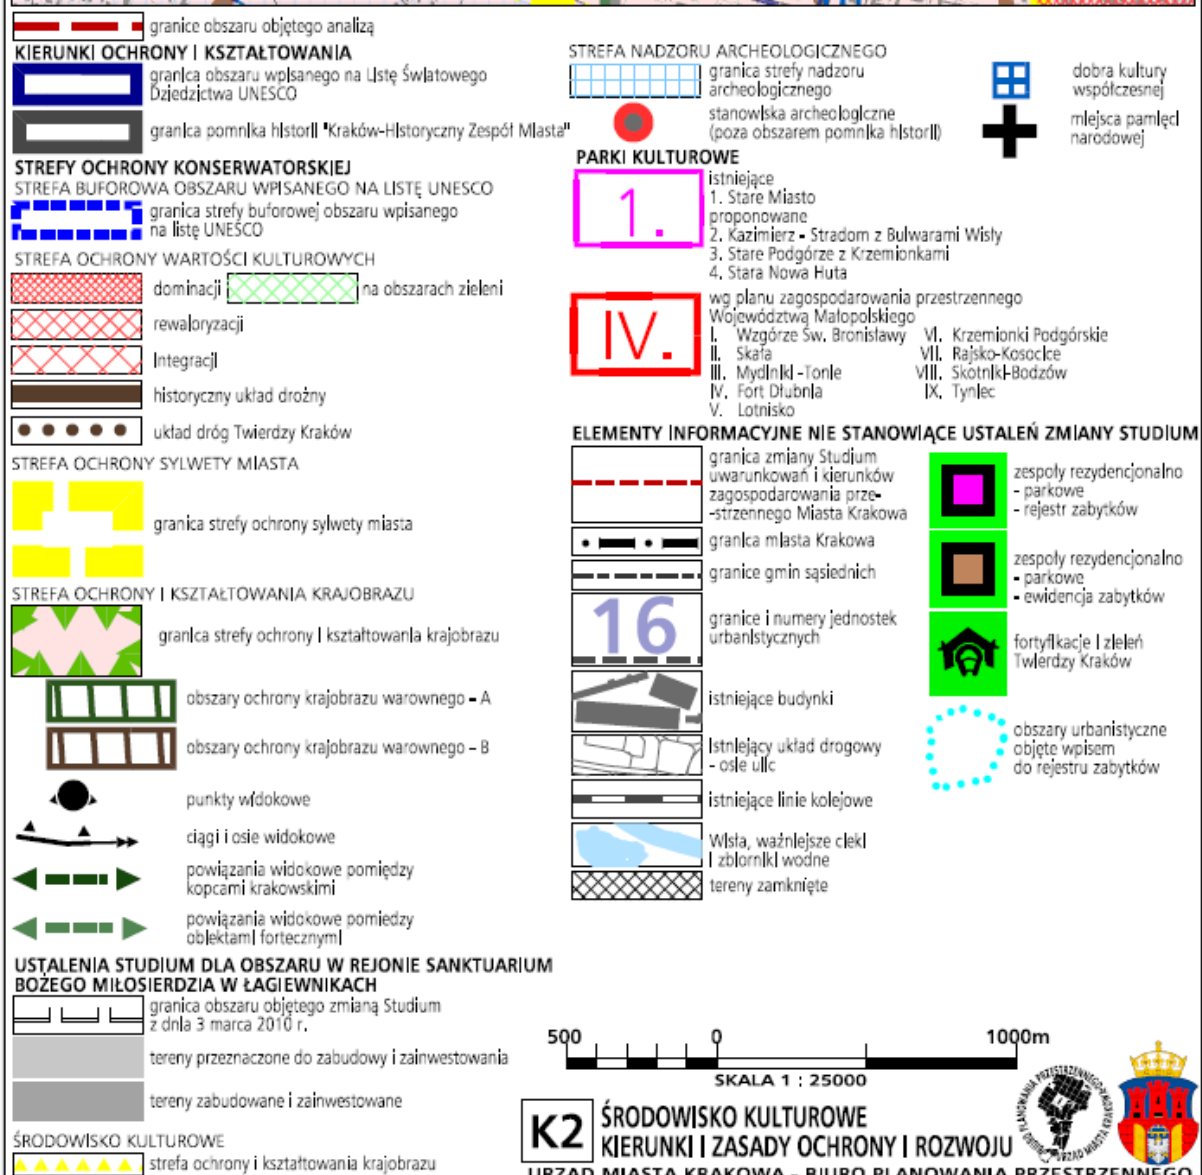 granice obszaru objętego analizą
KIERUNKI OCHRONY I KSZTAŁTOWANIA
granica obszaru wpisanego na Listę Światowego
Dziedzictwa UNESCO
granica pomnika historii "Kraków-Historyczny Zespół Miasta"
STREFY OCHRONY KONSERWATORSKIEJ
STREFA BUFOROWA OBSZARU WPISANEGO NA LISTĘ UNESCO
granica strefy buforowej obszaru wpisanego
na listę UNESCO
STREFA OCHRONY WARTOŚCI KULTUROWYCH
dominacji
na obszarach zieleni
rewaloryzacji
integracji
historyczny układ drożny
układ dróg Twierdzy Kraków
STREFA OCHRONY SYLWETY MIASTA
granica strefy ochrony sylwety miasta
STREFA OCHRONY I KSZTAŁTOWANIA KRAJOBRAZU
granica strefy ochrony i kształtowania krajobrazu
obszary ochrony krajobrazu warownego - A
obszary ochrony krajobrazu warownego - B
punkty widokowe
ciągi i osie widokowe
powiązania widokowe pomiędzy
kopcami krakowskimi
powiązania widokowe pomiedzy
obiektami fortecznymi
USTALENIA STUDIUM DLA OBSZARU W REJONIE SANKTUARIUM
BOŻEGO MIŁOSIERDZIA W ŁAGIEWNIKACH
granica obszaru objętego zmianą Studium
z dnia 3 marca 2010 r.
tereny przeznaczone do zabudowy i zainwestowania
tereny zabudowane i zainwestowane
ŚRODOWISKO KULTUROWE
strefa ochrony i kształtowania krajobrazu
STREFA NADZORU ARCHEOLOGICZNEGO
granica strefy nadzoru
archeologicznego
stanowiska archeologiczne
(poza obszarem pomnika historii)
dobra kultury
współczesnej
miejsca pamięci
narodowej
PARKI KULTUROWE
1.
istniejące
1. Stare Miasto
proponowane
2. Kazimierz - Stradom z Bulwarami Wisły
3. Stare Podgórze z Krzemionkami
4. Stara Nowa Huta
IV.
wg planu zagospodarowania przestrzennego
Województwą Małopolskiego
I. Wzgórze Św. Bronisławy
II. Skała
III. Mydlniki -Tonie
IV. Fort Dłubnia
V. Lotnisko
VI. Krzemionki Podgórskie
VII. Rajsko-Kosocice
VIII. Skotniki-Bodzów
IX. Tyniec
ELEMENTY INFORMACYJNE NIE STANOWIĄCE USTALEŃ ZMIANY STUDIUM
granica zmiany Studium
uwarunkowań i kierunków
zagospodarowania prze-
-strzennego Miasta Krakowa
granica miasta Krakowa
granice gmin sąsiednich
16
granice i numery jednostek
urbanistycznych
istniejące budynki
Istniejący układ drogowy
- osie ulic
istniejące linie kolejowe
Wisła, ważniejsze cieki
i zbiorniki wodne
tereny zamknięte
zespoły rezydencjonalno
- parkowe
- rejestr zabytków
zespoły rezydencjonalno
- parkowe
- ewidencja zabytków
fortyfikacje i zieleń
Twierdzy Kraków
obszary urbanistyczne
objęte wpisem
do rejestru zabytków
500 0 1000m
SKALA 1 : 25000
K2
ŚRODOWISKO KULTUROWE
KIERUNKI I ZASADY OCHRONY I ROZWOJU
URZĄD MIASTA KRAKOWA - BIURO PLANOWANIA PRZESTRZENNEGO